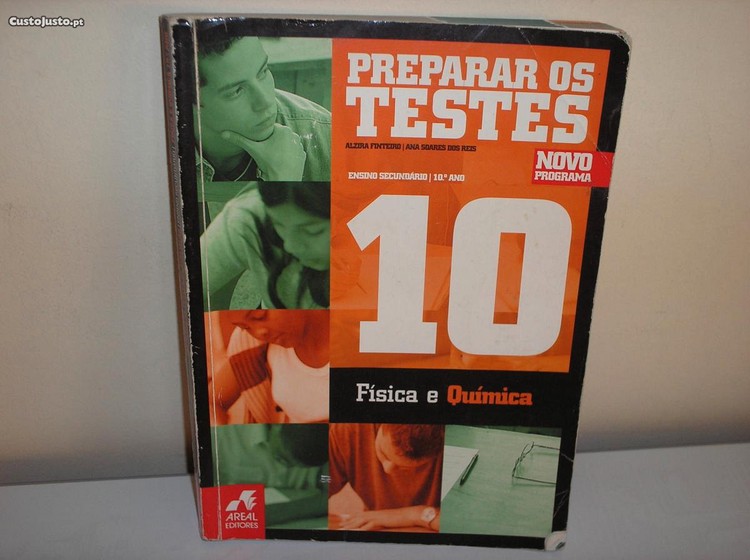 CustoJusto.pt
PREPARAR OS
TESTES
ALZIRA FINTEIRO | ANA SOARES DOS REIS
NOVO
PROGRAMA
ENSINO SECUNDÁRIO | 10.º ANO
10
Física e Química
AREAL
EDITORES